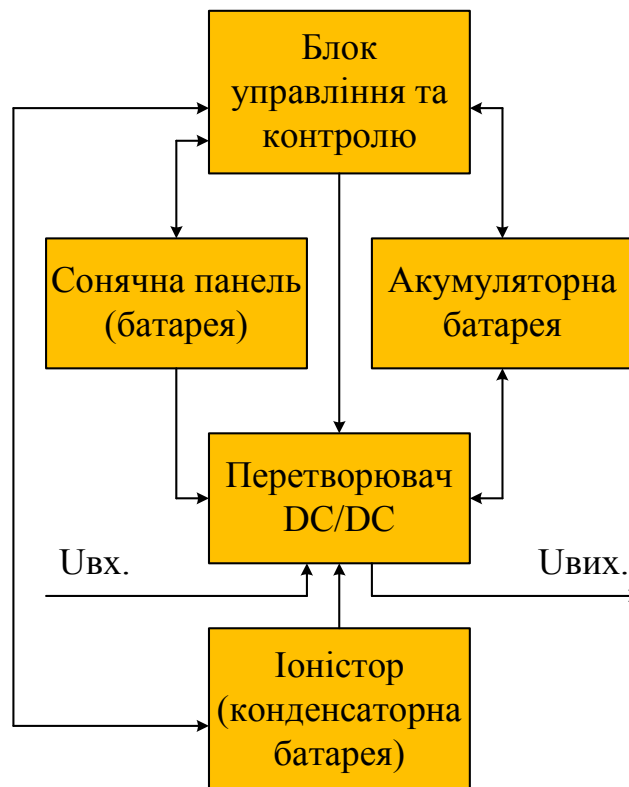 Блок
управління та
контролю
Сонячна панель
(батарея)
Акумуляторна
батарея
Перетворювач
DC/DC
Uвх.
Uвих.
Іоністор
(конденсаторна
батарея)